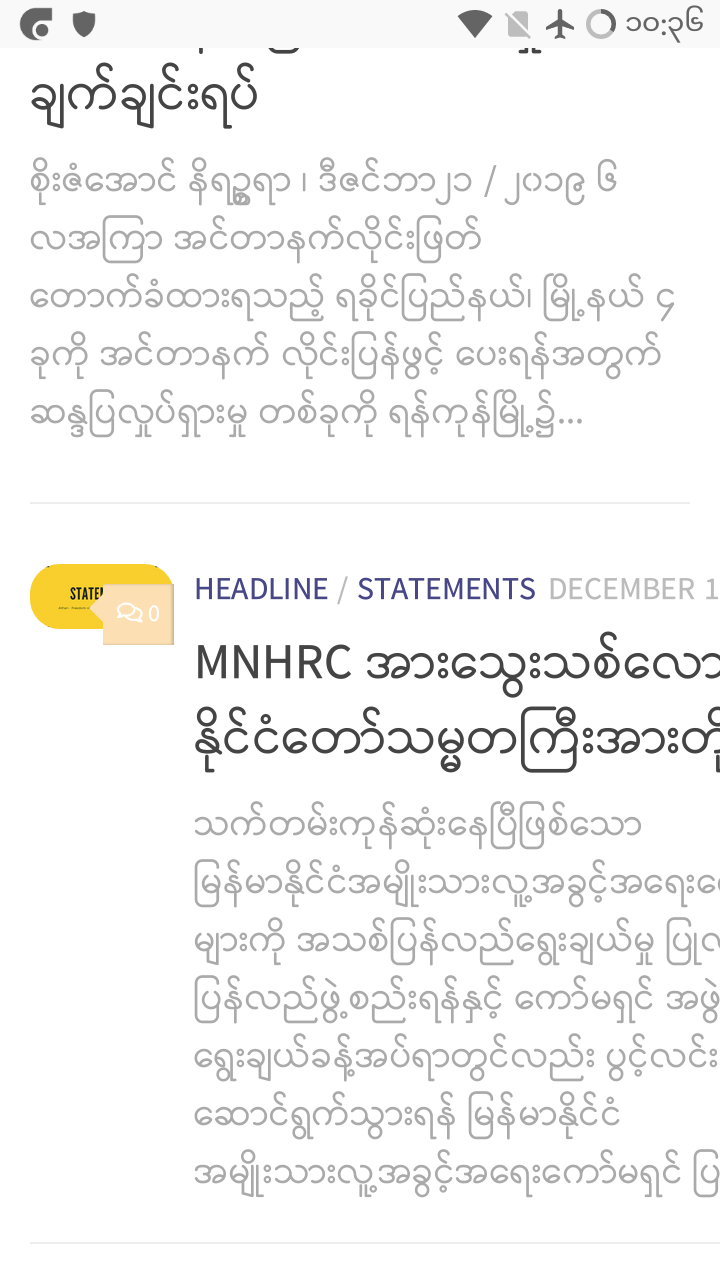 ၁၀:၃၆
ချက်ချင်းရပ်
စိုးဇံအောင် နိရဉ္စရာ ၊ ဒီဇင်ဘာ၂၁ / ၂၀၁၉ ၆
လအကြာ အင်တာနက်လိုင်းဖြတ်
တောက်ခံထားရသည့် ရခိုင်ပြည်နယ်၊ မြို့နယ် ၄
ခုကို အင်တာနက် လိုင်းပြန်ဖွင့် ပေးရန်အတွက်
ဆန္ဒပြလှုပ်ရှားမှု တစ်ခုကို ရန်ကုန်မြို့၌...
0
HEADLINE / STATEMENTS DECEMBER 1
MNHRC အားသွေးသစ်လော
နိုင်ငံတော်သမ္မတကြီးအားတို
သက်တမ်းကုန်ဆုံးနေပြီဖြစ်သော
မြန်မာနိုင်ငံအမျိုးသားလူ့အခွင့်အရေး
များကို အသစ်ပြန်လည်ရွေးချယ်မှု ပြု
ပြန်လည်ဖွဲ့စည်းရန်နှင့် ကော်မရှင် အဖွဲ့
ရွေးချယ်ခန့်အပ်ရာတွင်လည်း ပွင့်လင်း
ဆောင်ရွက်သွားရန် မြန်မာနိုင်ငံ
အမျိုးသားလူ့အခွင့်အရေးကော်မရှင် ပြ